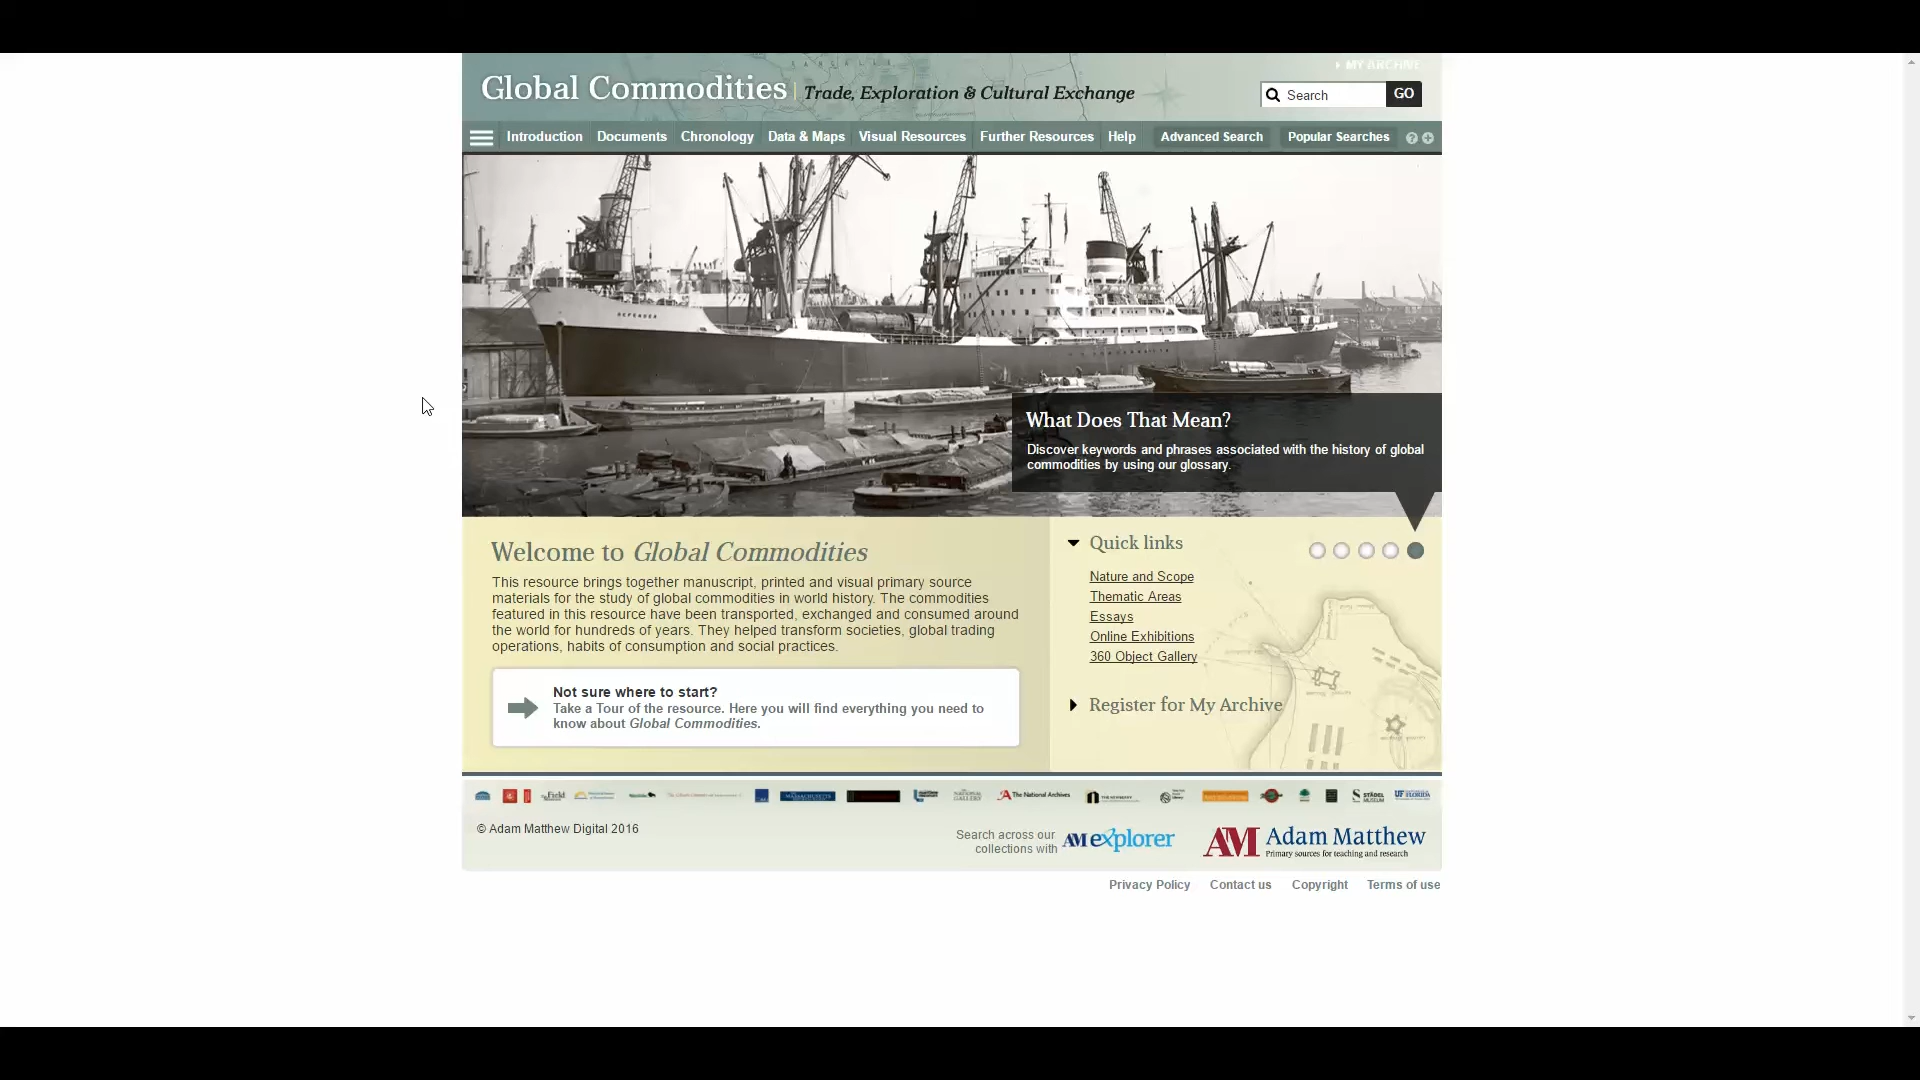 MY ARCHIVE
Global Commodities | Trade, Exploration & Cultural Exchange
Search GO
Introduction Documents Chronology Data & Maps Visual Resources Further Resources Help Advanced Search Popular Searches ? +
DEFENDER
What Does That Mean?
Discover keywords and phrases associated with the history of global
commodities by using our glossary.
Welcome to Global Commodities
This resource brings together manuscript, printed and visual primary source
materials for the study of global commodities in world history. The commodities
featured in this resource have been transported, exchanged and consumed around
the world for hundreds of years. They helped transform societies, global trading
operations, habits of consumption and social practices.
Not sure where to start?
Take a Tour of the resource. Here you will find everything you need to
know about Global Commodities.
Quick links
Nature and Scope
Thematic Areas
Essays
Online Exhibitions
360 Object Gallery
Register for My Archive
The National Archives
STÄDEL
MUSEUM
UF FLORIDA
© Adam Matthew Digital 2016
Search across our
collections with
AM explorer
AM Adam Matthew
Primary sources for teaching and research
Privacy Policy Contact us Copyright Terms of use